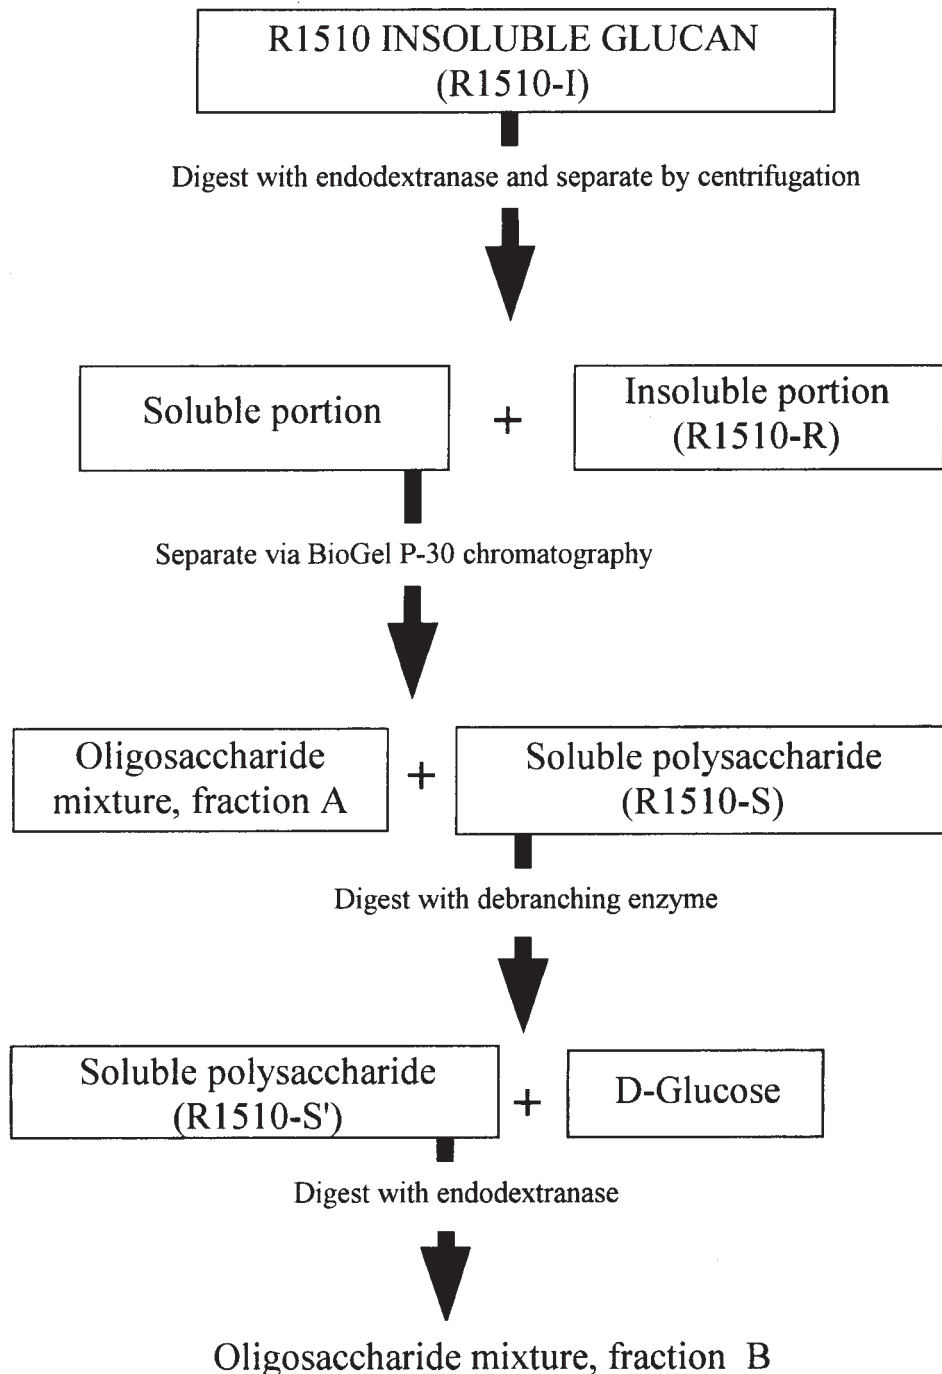 R1510 INSOLUBLE GLUCAN
(R1510-I)
Digest with endodextranase and separate by centrifugation
Soluble portion
+
Insoluble portion
(R1510-R)
Separate via BioGel P-30 chromatography
Oligosaccharide
mixture, fraction A
+
Soluble polysaccharide
(R1510-S)
Digest with debranching enzyme
Soluble polysaccharide
(R1510-S')
+
D-Glucose
Digest with endodextranase
Oligosaccharide mixture, fraction B